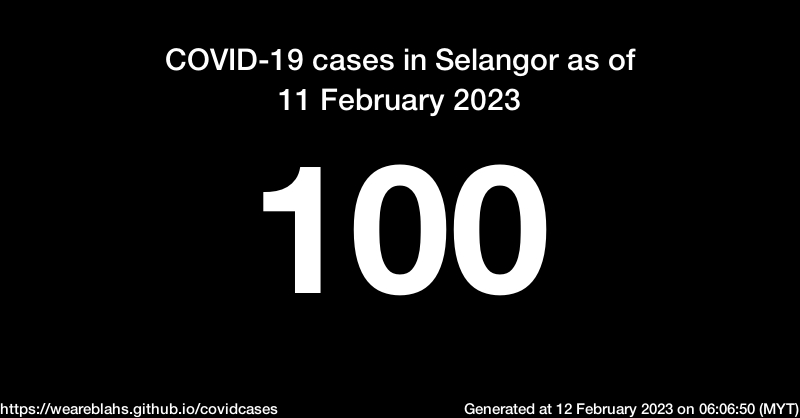 COVID-19 cases in Selangor as of
11 February 2023
100
https://weareblahs.github.io/covidcases
Generated at 12 February 2023 on 06:06:50 (MYT)